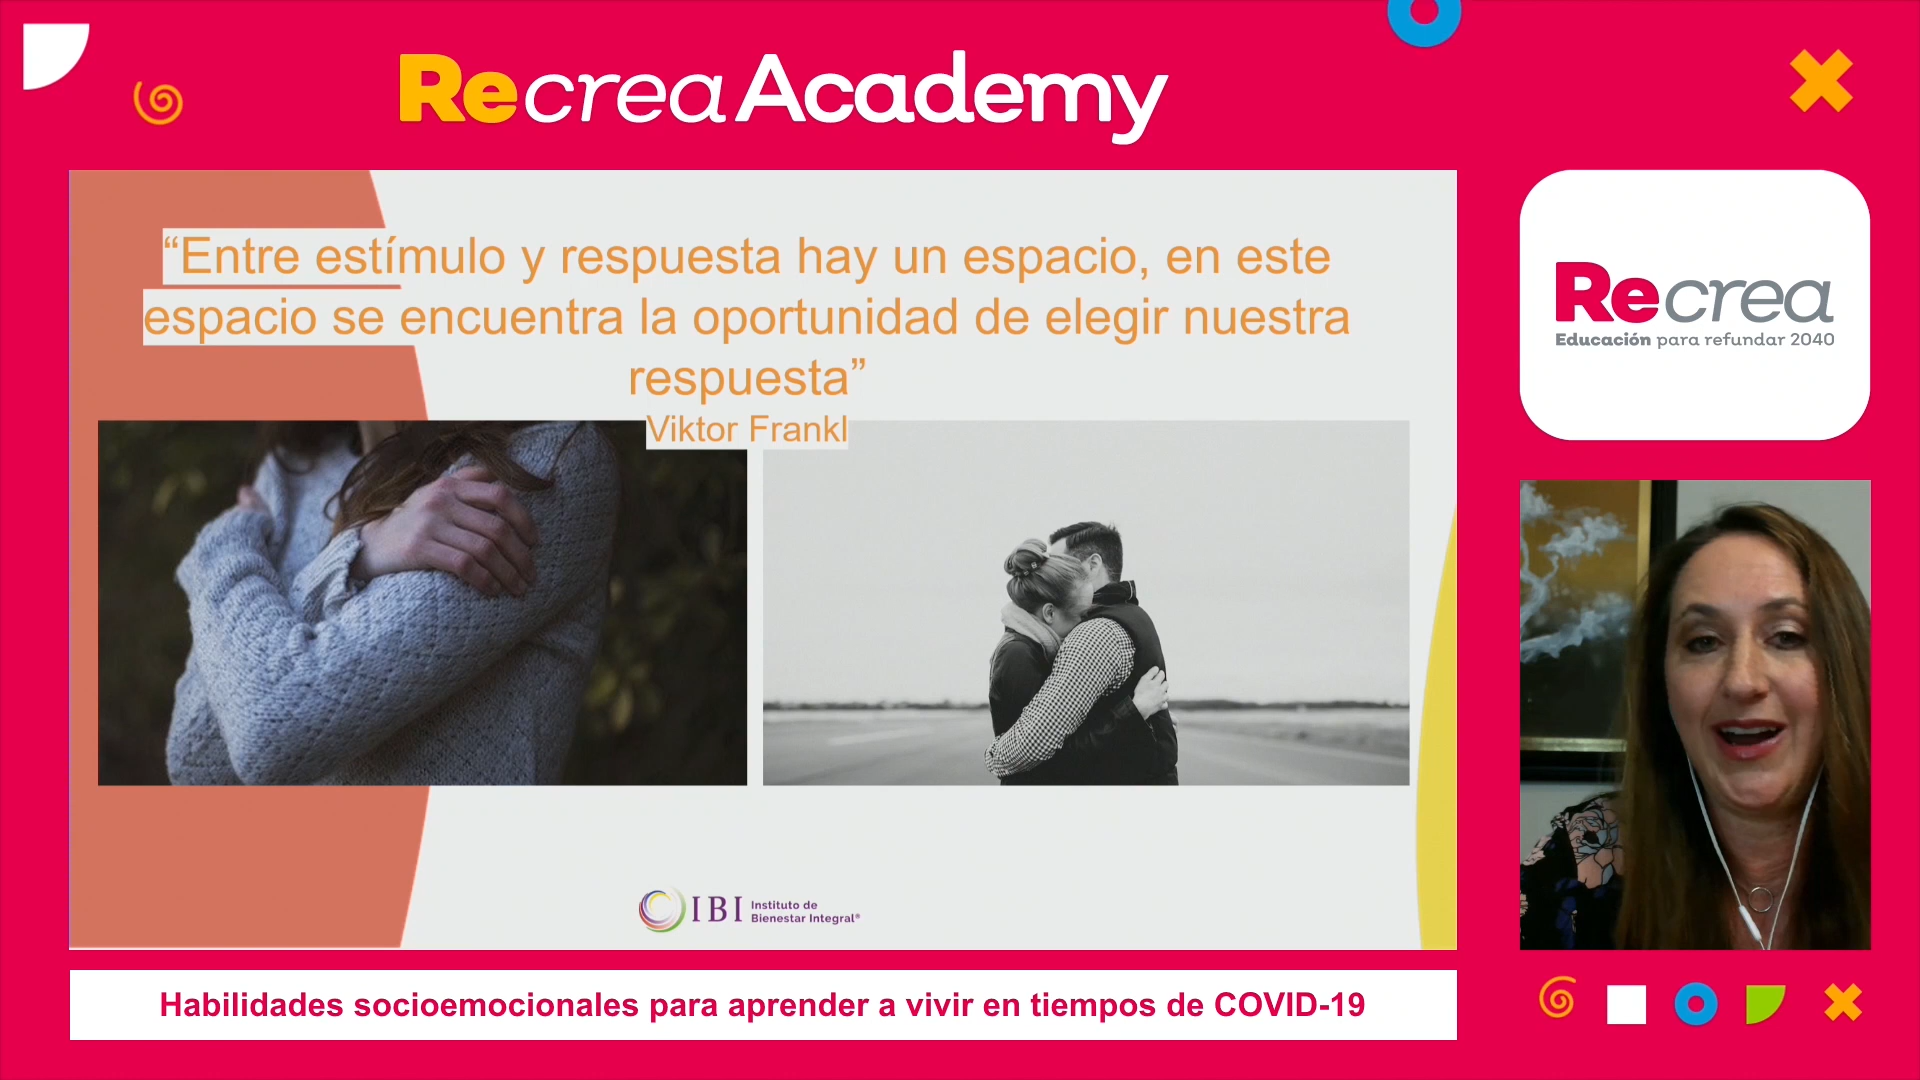 RecreaAcademy
“Entre estímulo y respuesta hay un espacio, en este
espacio se encuentra la oportunidad de elegir nuestra
respuesta”
Viktor Frankl
IBI Instituto de
Bienestar Integral®
Recrea
Educación para refundar 2040
Habilidades socioemocionales para aprender a vivir en tiempos de COVID-19